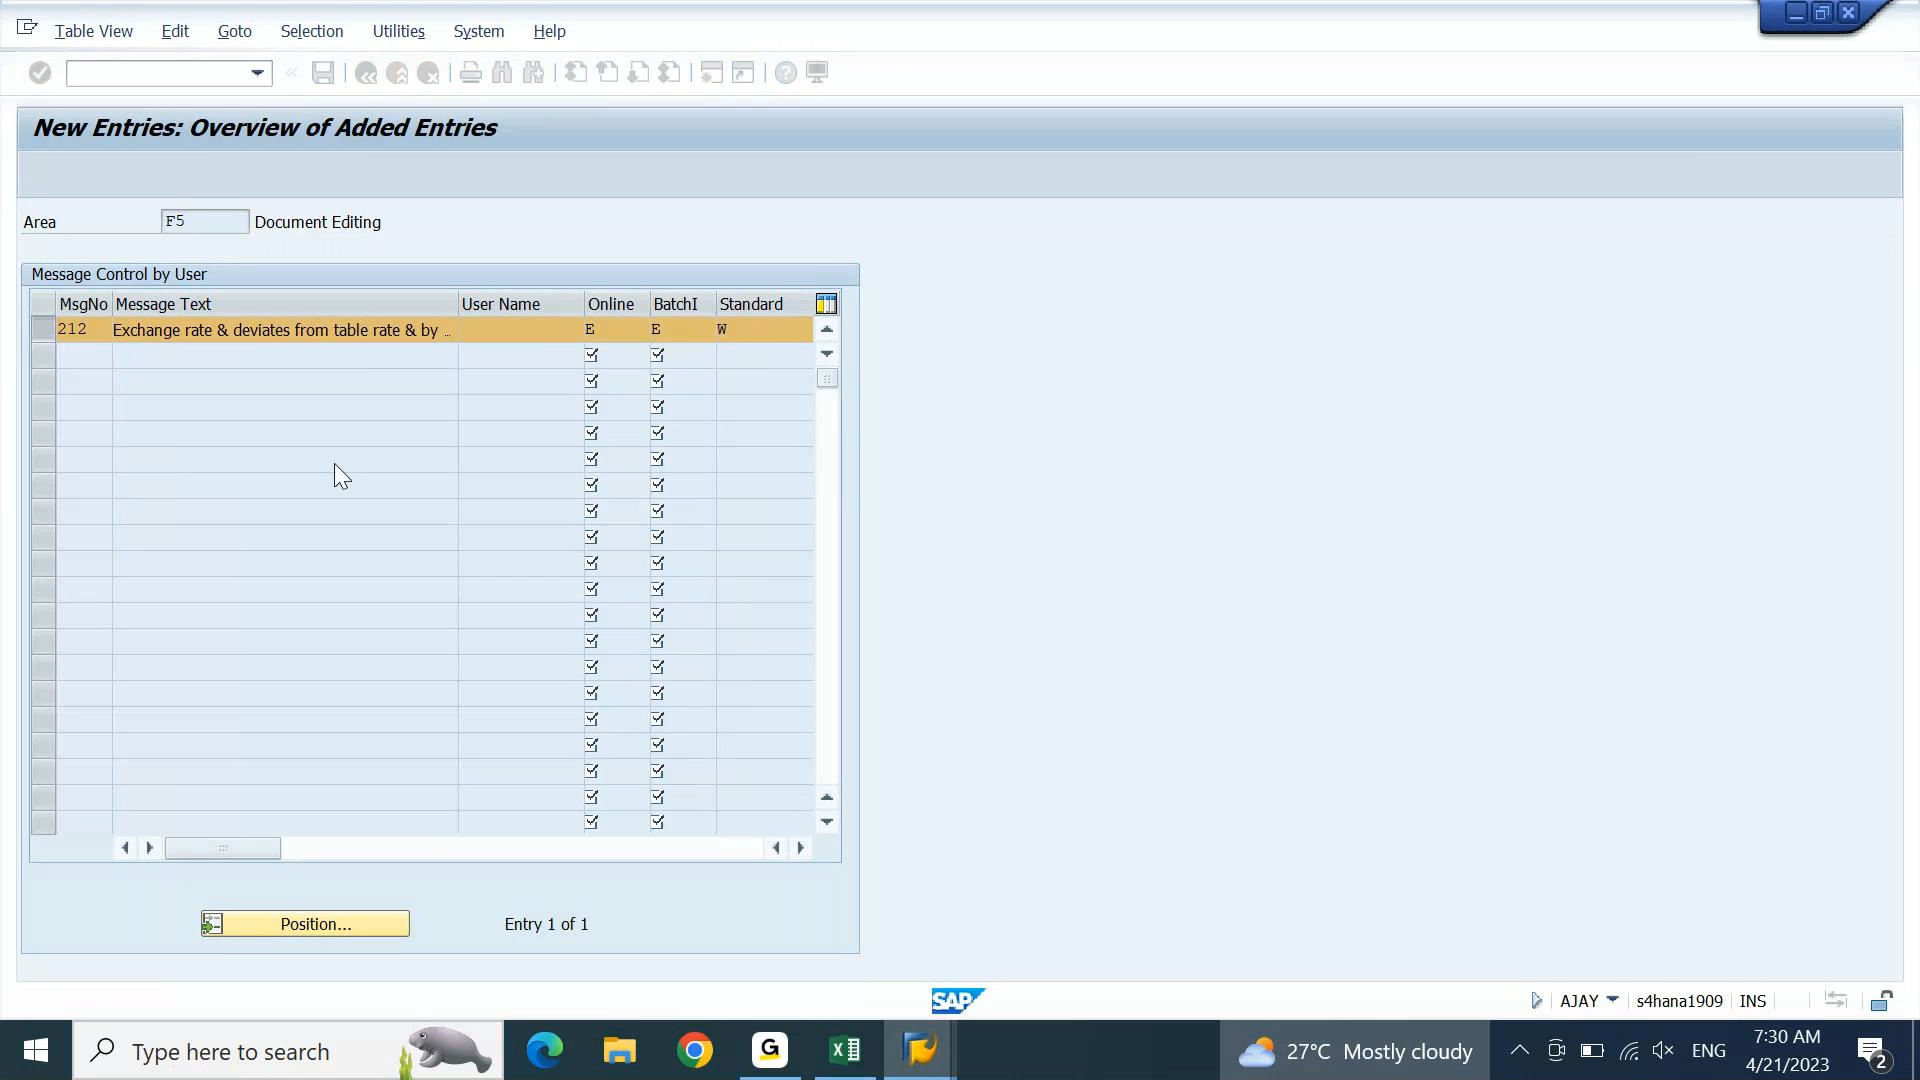 Table View Edit Goto Selection Utilities System Help
New Entries: Overview of Added Entries
Area F5 Document Editing
Message Control by User
MsgNo Message Text User Name Online BatchI Standard
212 Exchange rate & deviates from table rate & by … E E W
Position... Entry 1 of 1
SAP AJAY s4hana1909 INS
Type here to search G 27°C Mostly cloudy ENG 7:30 AM
4/21/2023 2